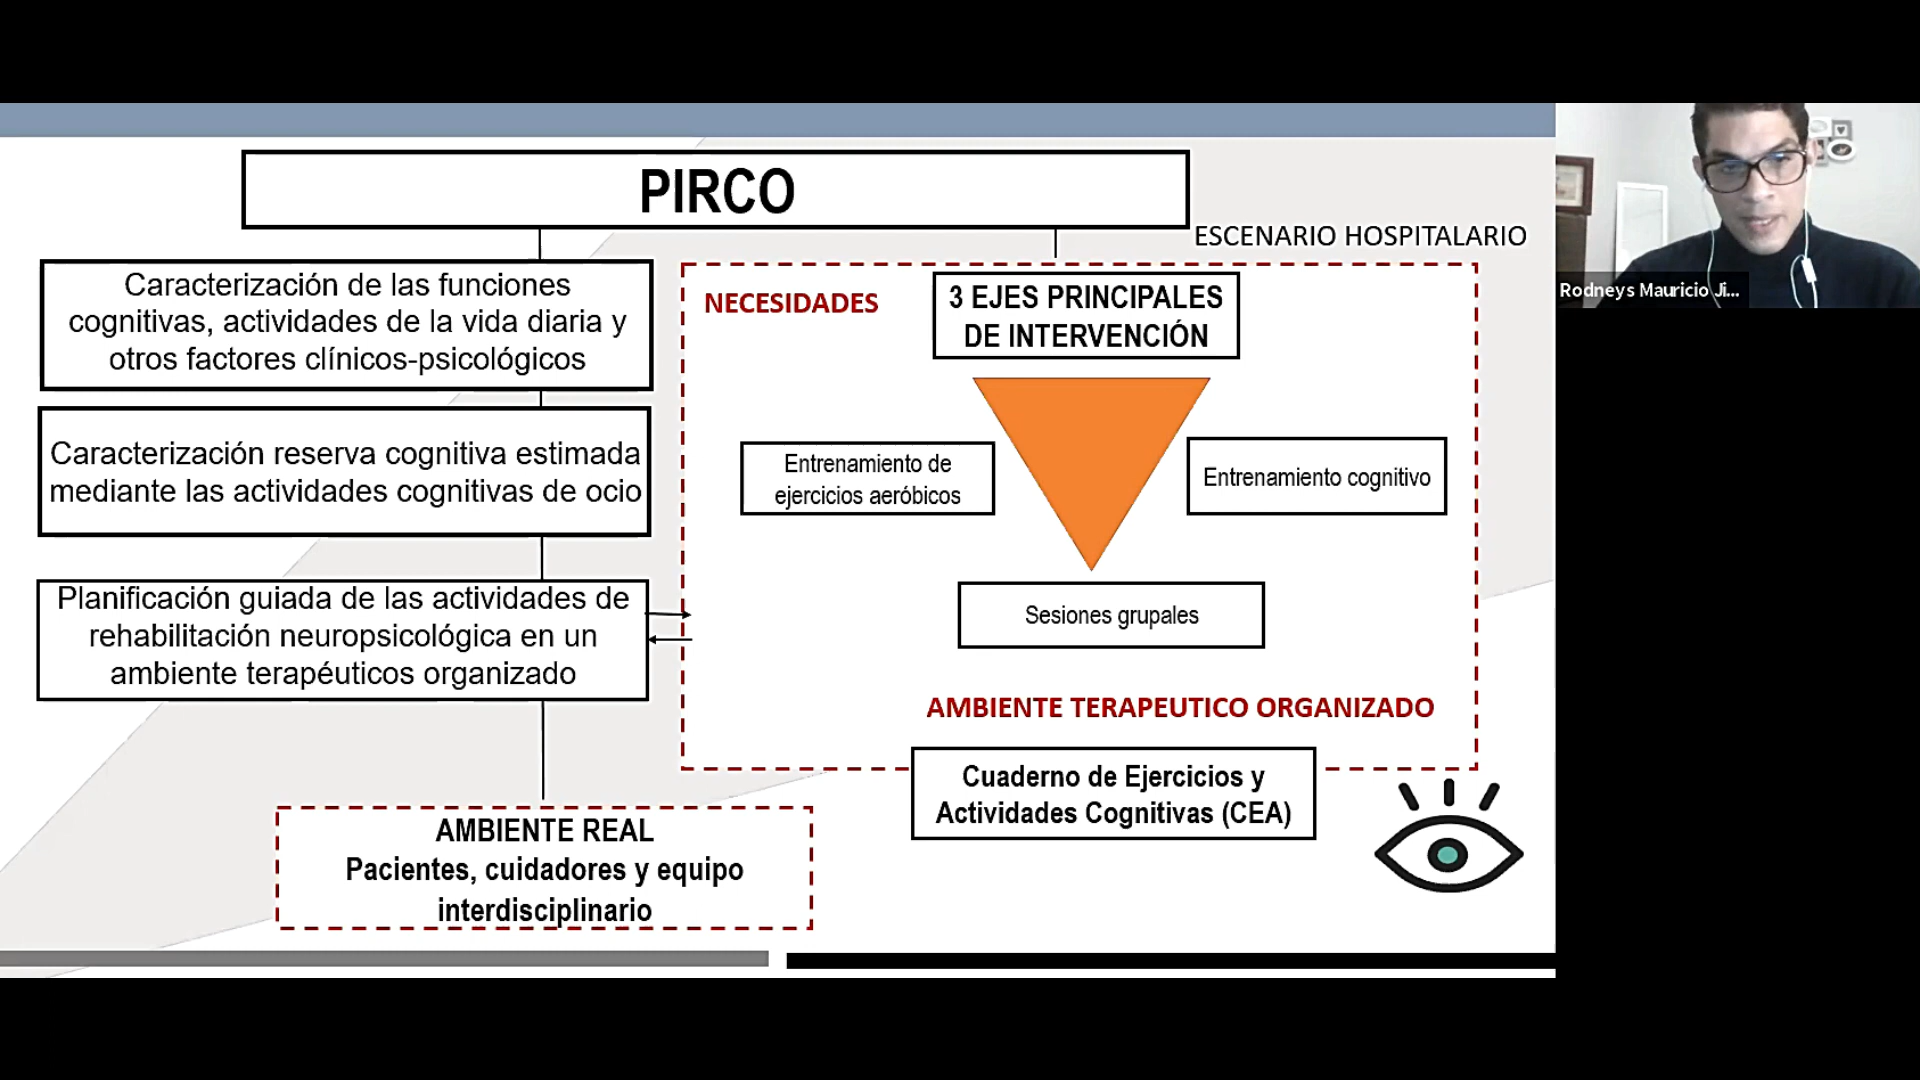 PIRCO
ESCENARIO HOSPITALARIO
Caracterización de las funciones
cognitivas, actividades de la vida diaria y
otros factores clínicos-psicológicos
Caracterización reserva cognitiva estimada
mediante las actividades cognitivas de ocio
Planificación guiada de las actividades de
rehabilitación neuropsicológica en un
ambiente terapéuticos organizado
AMBIENTE REAL
Pacientes, cuidadores y equipo
interdisciplinario
NECESIDADES
3 EJES PRINCIPALES
DE INTERVENCIÓN
Entrenamiento de
ejercicios aeróbicos
Entrenamiento cognitivo
Sesiones grupales
AMBIENTE TERAPEUTICO ORGANIZADO
Cuaderno de Ejercicios y
Actividades Cognitivas (CEA)
Rodneys Mauricio Ji...